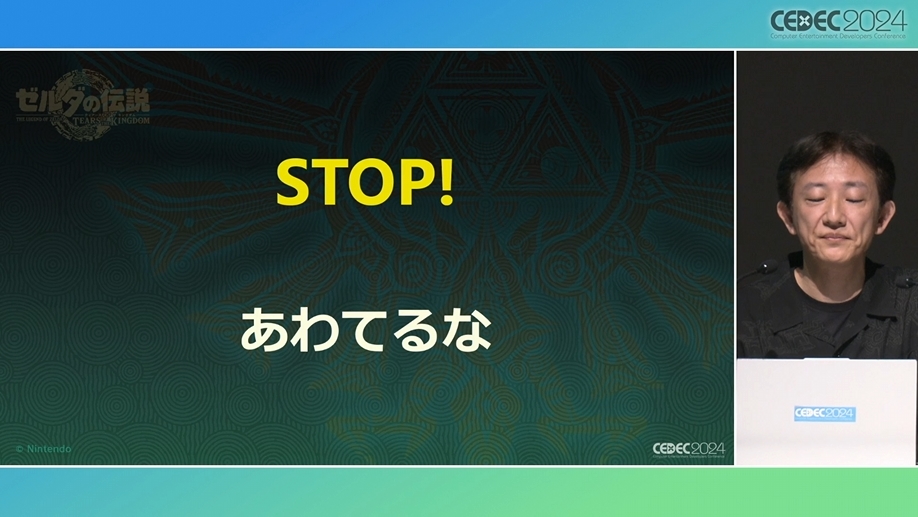 CEDEC2024
Computer Entertainment Developers Conference
ゼルダの伝説
THE LEGEND OF
TEARS OF THE KINGDOM
STOP!
あわてるな
CEDEC2024
© Nintendo
CEDEC2024